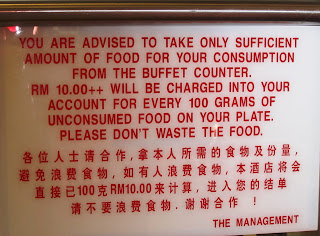 YOU ARE ADVISED TO TAKE ONLY SUFFICIENT
AMOUNT OF FOOD FOR YOUR CONSUMPTION
FROM THE BUFFET COUNTER.
RM 10.00++ WILL BE CHARGED INTO YOUR
ACCOUNT FOR EVERY 100 GRAMS OF
UNCONSUMED FOOD ON YOUR PLATE.
PLEASE DON'T WASTE THE FOOD.
各位人士请合作,拿本人所需的食物及份量,
避免浪费食物,如有人浪费食物,本酒店将会
直接已100克RM10.00来计算,进入您的结单
请不要浪费食物.谢谢合作 !
THE MANAGEMENT